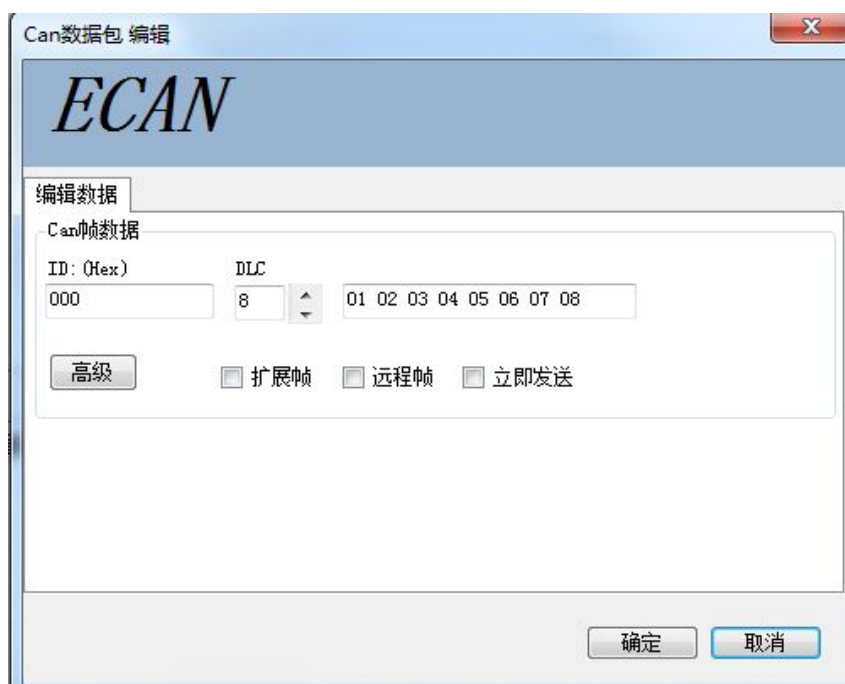 Can数据包 编辑
ECAN
编辑数据
Can帧数据
ID:(Hex) DLC
000 8 01 02 03 04 05 06 07 08
高级 扩展帧 远程帧 立即发送
确定 取消